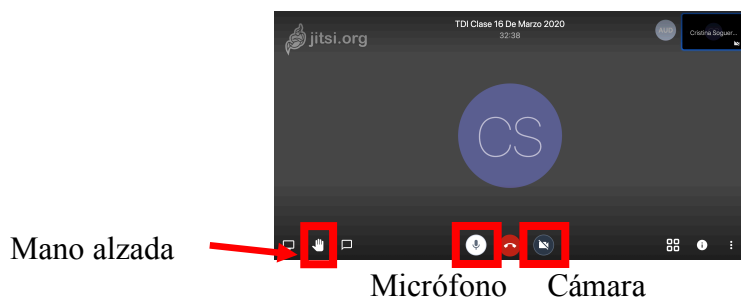 jitsi.org
TDI Clase 16 De Marzo 2020
32:38
AUD
Cristina Soguer...
CS
Mano alzada
Micrófono Cámara